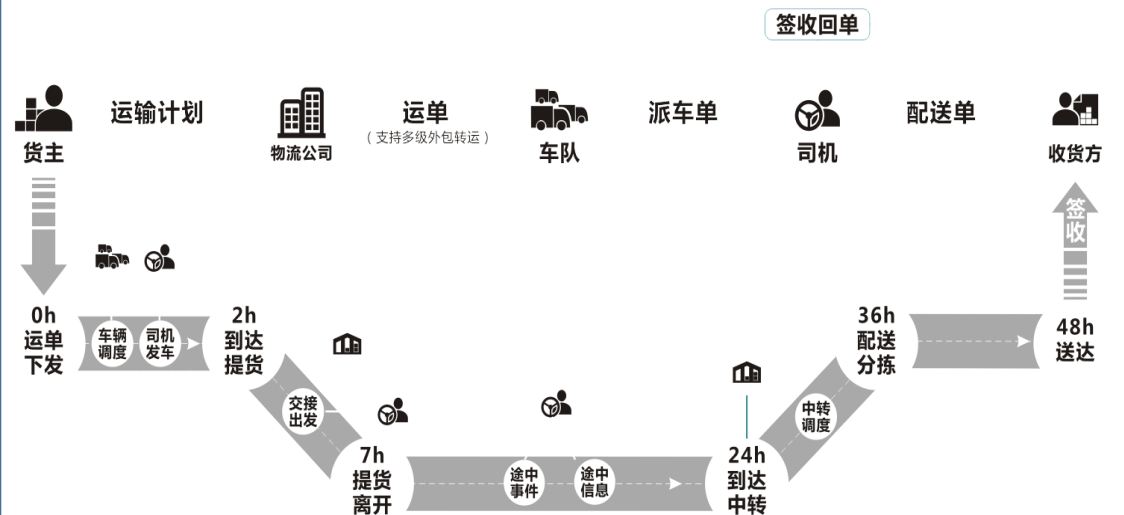 签收回单
运输计划
运单
派车单
配送单
(支持多级外包转运)
货主
物流公司
车队
司机
收货方
签
收
0h
运单
下发
车辆
调度
司机
发车
2h
到达
提货
交接
出发
7h
提货
离开
途中
事件
途中
信息
24h
到达
中转
中转
调度
36h
配送
分拣
48h
送达